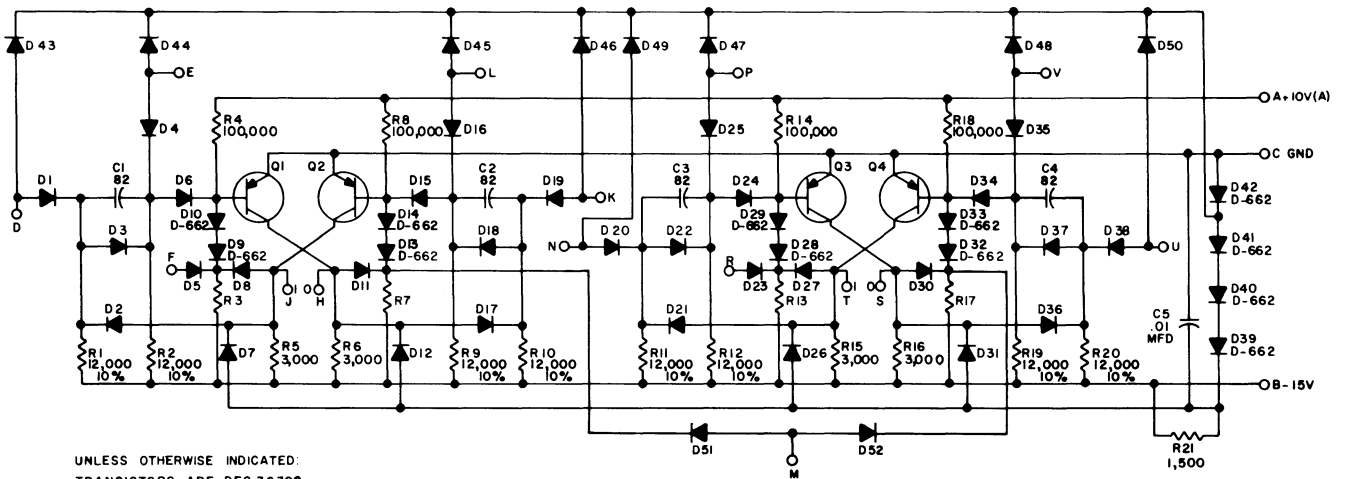 D43 D44 D45 D46 D49 D47 D48 D50
E L P V
A+10V(A)
R4 100,000 R8 100,000 R14 100,000 R18 100,000
D4 D16 D25 D35
C GND
D1 C1 82 D6 Q1 Q2 D15 C2 82 D19 C3 82 D24 Q3 Q4 D34 C4 82 D42 D-662
K
D
D10 D-662 D14 D-662 D29 D-662 D33 D-662
D3 D18 N D20 D22 D37 D38 U D41 D-662
D9 D-662 D13 D-662 D28 D-662 D32 D-662
F D5 D8 J 1 0 H D11 R D23 D27 1 T 0 S D30
R3 R7 R13 R17 D40 D-662
D2 D17 D21 D36 C5 .01 MFD
R1 12,000 10% R2 12,000 10% D7 R5 3,000 R6 3,000 D12 R9 12,000 10% R10 12,000 10% R11 12,000 10% R12 12,000 10% D26 R15 3,000 R16 3,000 D31 R19 12,000 10% R20 12,000 10% D39 D-662
B-15V
D51 D52
M
R21 1,500
UNLESS OTHERWISE INDICATED:
TRANSISTORS ARE